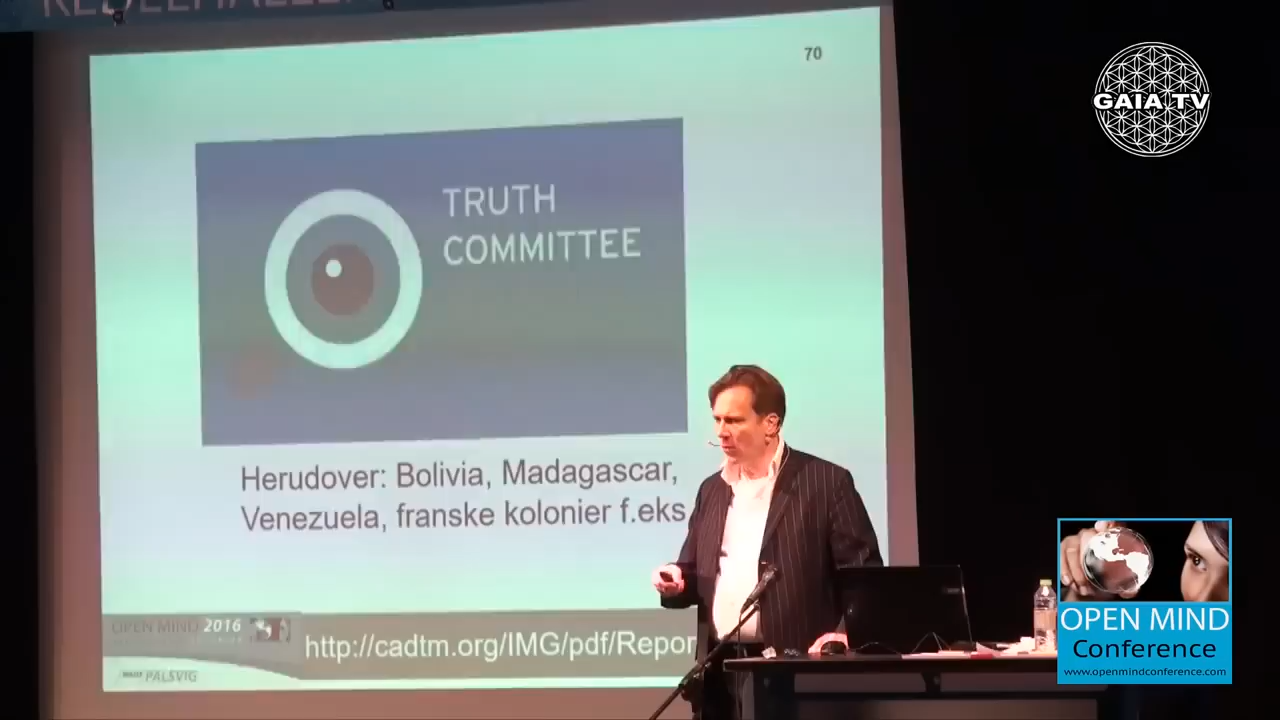 70
GAIA TV
TRUTH
COMMITTEE
Herudover: Bolivia, Madagascar,
Venezuela, franske kolonier f.eks
OPEN MIND 2016
http://cadtm.org/IMG/pdf/Repor
PALSVIG
OPEN MIND
Conference
www.openmindconference.com